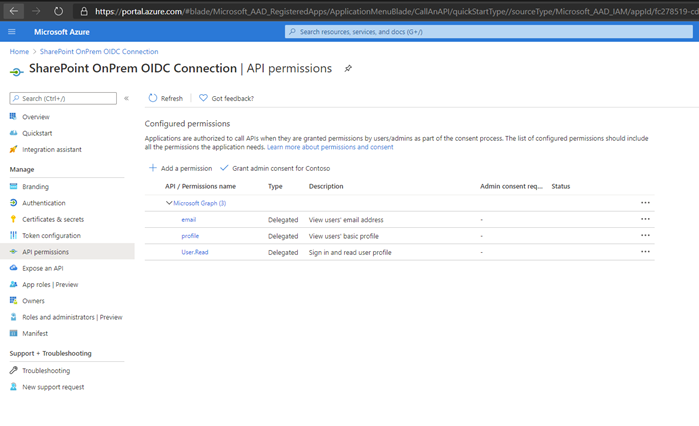 https://portal.azure.com/#blade/Microsoft_AAD_RegisteredApps/ApplicationMenuBlade/CallAnAPI/quickStartType//sourceType/Microsoft_AAD_IAM/appId/fc278519-cd
Microsoft Azure
Search resources, services, and docs (G+/)
Home > SharePoint OnPrem OIDC Connection
SharePoint OnPrem OIDC Connection | API permissions
Search (Ctrl+/)
«
Refresh
Got feedback?
Overview
Quickstart
Integration assistant
Manage
Branding
Authentication
Certificates & secrets
Token configuration
API permissions
Expose an API
App roles | Preview
Owners
Roles and administrators | Preview
Manifest
Support + Troubleshooting
Troubleshooting
New support request
Configured permissions
Applications are authorized to call APIs when they are granted permissions by users/admins as part of the consent process. The list of configured permissions should include
all the permissions the application needs. Learn more about permissions and consent
Add a permission
Grant admin consent for Contoso
API / Permissions name Type Description Admin consent req... Status
Microsoft Graph (3) ...
email Delegated View users' email address - ...
profile Delegated View users' basic profile - ...
User.Read Delegated Sign in and read user profile - ...